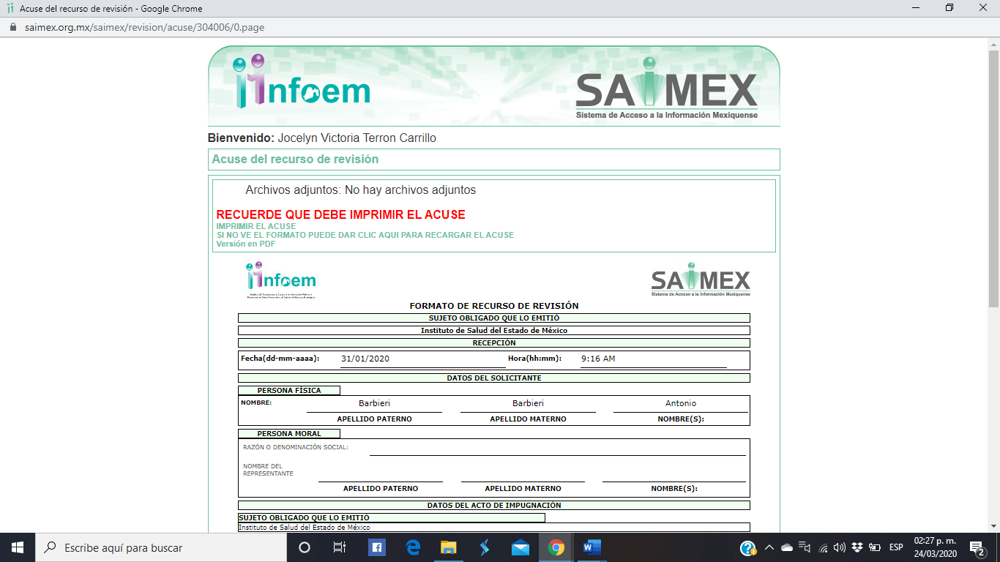 Acuse del recurso de revisión - Google Chrome
saimex.org.mx/saimex/revision/acuse/304006/0.page
infoem
SAIMEX
Sistema de Acceso a la Información Mexiquense
Bienvenido: Jocelyn Victoria Terron Carrillo
Acuse del recurso de revisión
Archivos adjuntos: No hay archivos adjuntos
RECUERDE QUE DEBE IMPRIMIR EL ACUSE
IMPRIMIR EL ACUSE
SI NO VE EL FORMATO PUEDE DAR CLIC AQUI PARA RECARGAR EL ACUSE
Versión en PDF
infoem
SAIMEX
Sistema de Acceso a la Información Mexiquense
FORMATO DE RECURSO DE REVISIÓN
SUJETO OBLIGADO QUE LO EMITIÓ
Instituto de Salud del Estado de México
RECEPCIÓN
Fecha(dd-mm-aaaa): 31/01/2020 Hora(hh:mm): 9:16 AM
DATOS DEL SOLICITANTE
PERSONA FÍSICA
NOMBRE: Barbieri Barbieri Antonio
APELLIDO PATERNO APELLIDO MATERNO NOMBRE(S):
PERSONA MORAL
RAZÓN O DENOMINACIÓN SOCIAL:
NOMBRE DEL
REPRESENTANTE
APELLIDO PATERNO APELLIDO MATERNO NOMBRE(S):
DATOS DEL ACTO DE IMPUGNACIÓN
SUJETO OBLIGADO QUE LO EMITIÓ
Instituto de Salud del Estado de México
Escribe aquí para buscar
ESP
02:27 p. m.
24/03/2020
2